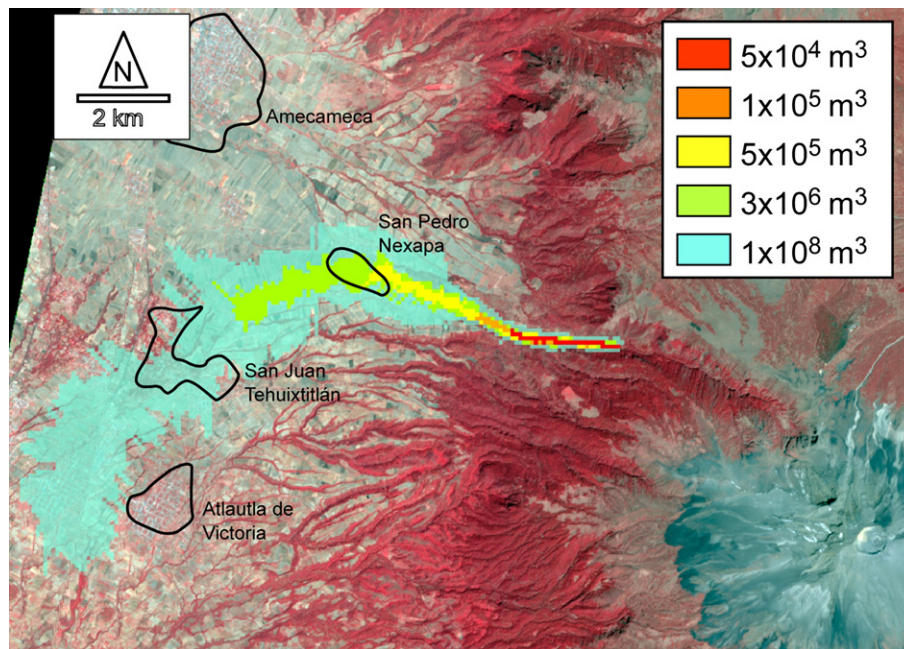 N
2 km
Amecameca
San Pedro
Nexapa
San Juan
Tehuixtitlán
Atlautla de
Victoria
5x10⁴ m³
1x10⁵ m³
5x10⁵ m³
3x10⁶ m³
1x10⁸ m³